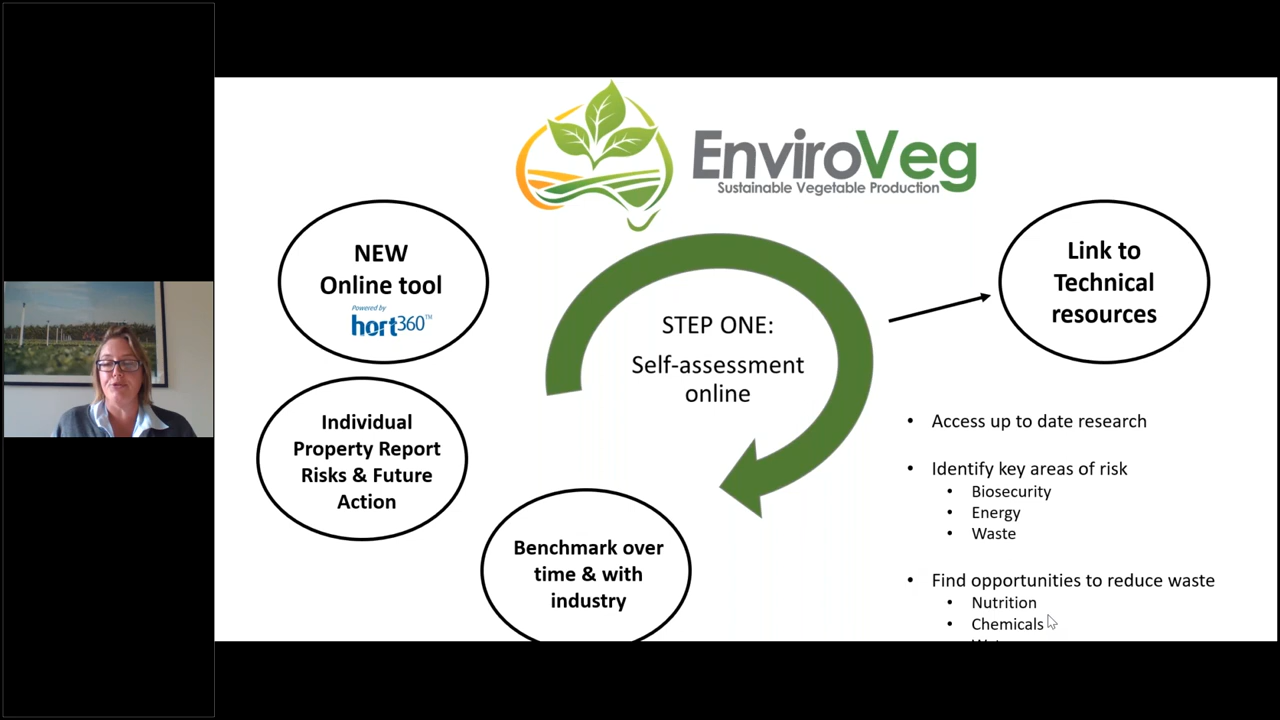 EnviroVeg
Sustainable Vegetable Production
NEW
Online tool
Powered by
hort360™
Individual
Property Report
Risks & Future
Action
Benchmark over
time & with
industry
STEP ONE:
Self-assessment
online
Link to
Technical
resources
• Access up to date research
• Identify key areas of risk
• Biosecurity
• Energy
• Waste
• Find opportunities to reduce waste
• Nutrition
• Chemicals